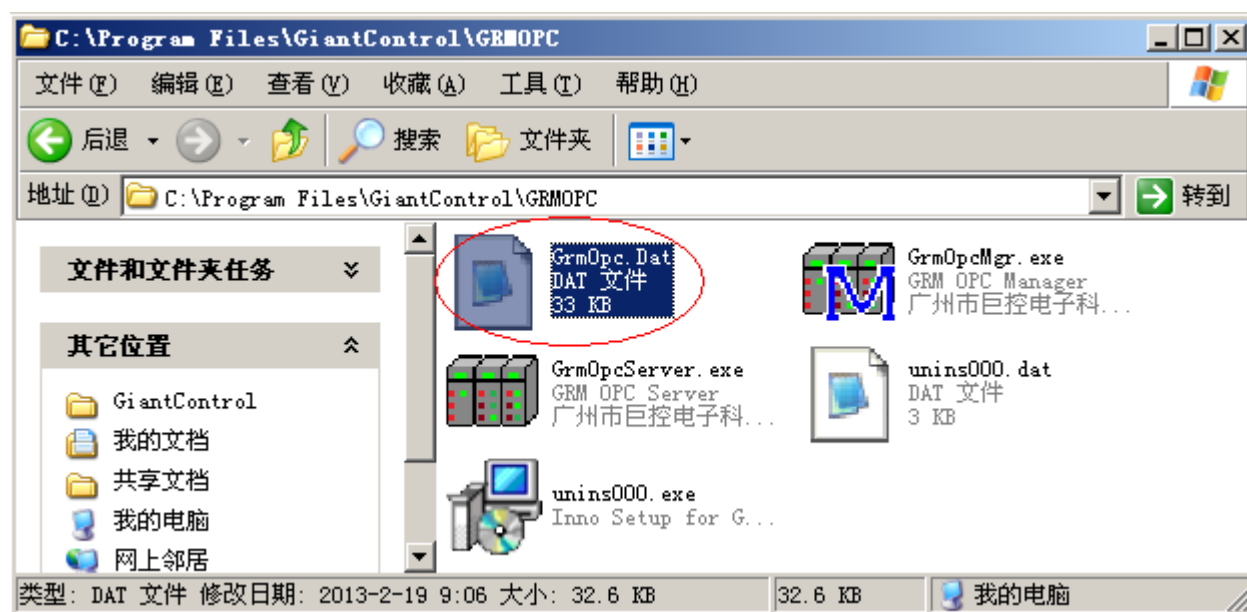 C:\Program Files\GiantControl\GRMOPC
文件(F) 编辑(E) 查看(V) 收藏(A) 工具(T) 帮助(H)
后退 搜索 文件夹
地址(D) C:\Program Files\GiantControl\GRMOPC 转到
文件和文件夹任务
其它位置
GiantControl
我的文档
共享文档
我的电脑
网上邻居
GrmOpc.Dat
DAT 文件
33 KB
GrmOpcMgr.exe
GRM OPC Manager
广州市巨控电子科...
GrmOpcServer.exe
GRM OPC Server
广州市巨控电子科...
unins000.dat
DAT 文件
3 KB
unins000.exe
Inno Setup for G...
类型: DAT 文件 修改日期: 2013-2-19 9:06 大小: 32.6 KB 32.6 KB 我的电脑